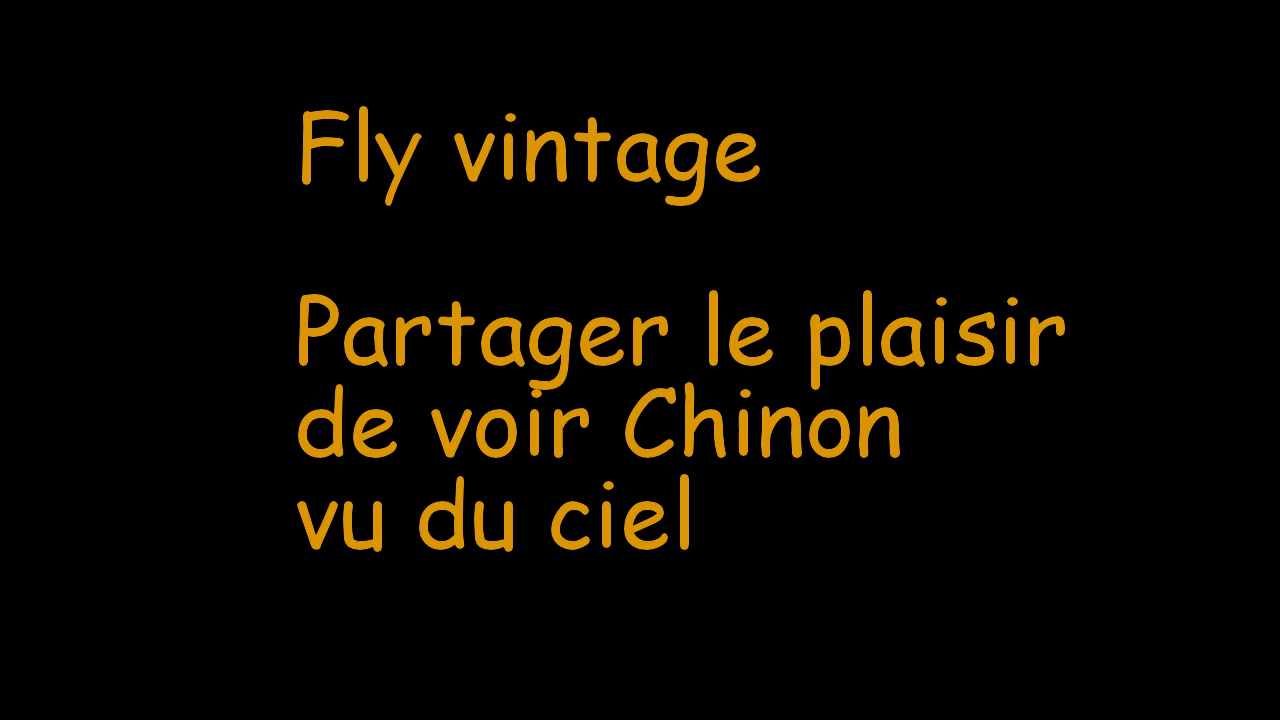 Fly vintage
Partager le plaisir
de voir Chinon
vu du ciel